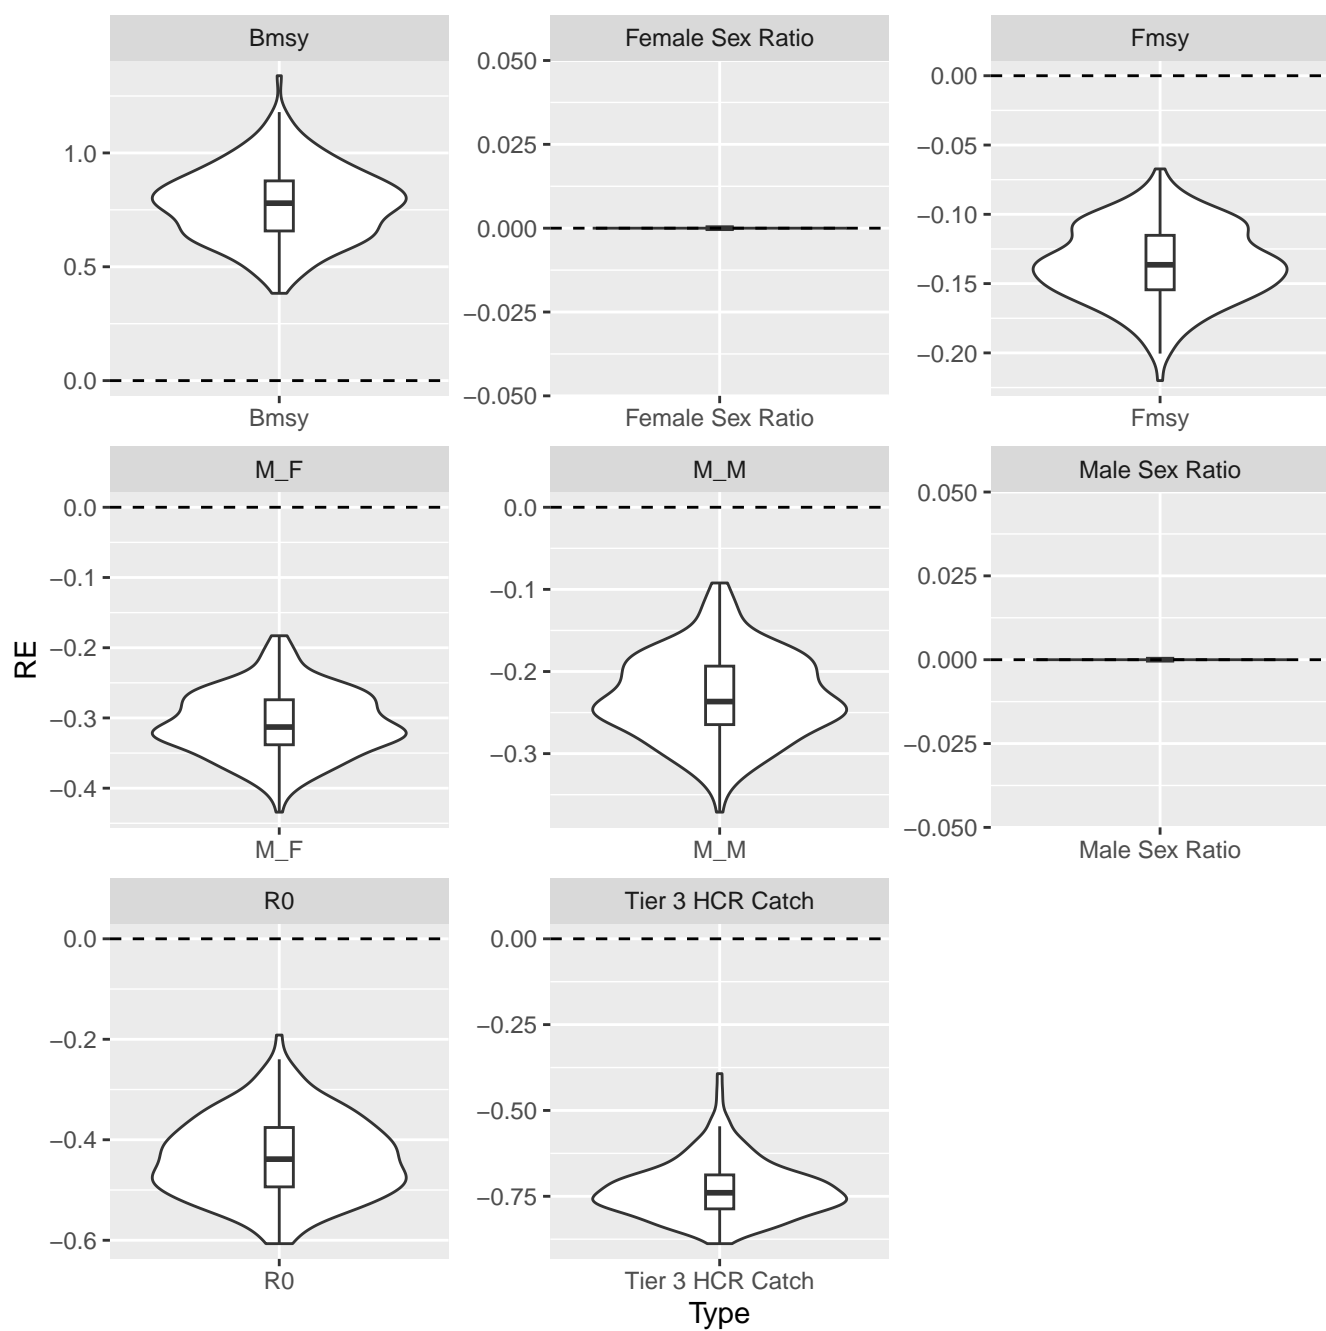 Bmsy
Female Sex Ratio
Fmsy
1.0
0.5
0.0
Bmsy
0.050
0.025
0.000
−0.025
−0.050
Female Sex Ratio
0.00
−0.05
−0.10
−0.15
−0.20
Fmsy
M_F
M_M
Male Sex Ratio
0.0
−0.1
−0.2
−0.3
−0.4
M_F
0.0
−0.1
−0.2
−0.3
M_M
0.050
0.025
0.000
−0.025
−0.050
Male Sex Ratio
RE
R0
Tier 3 HCR Catch
0.0
−0.2
−0.4
−0.6
R0
0.00
−0.25
−0.50
−0.75
Tier 3 HCR Catch
Type